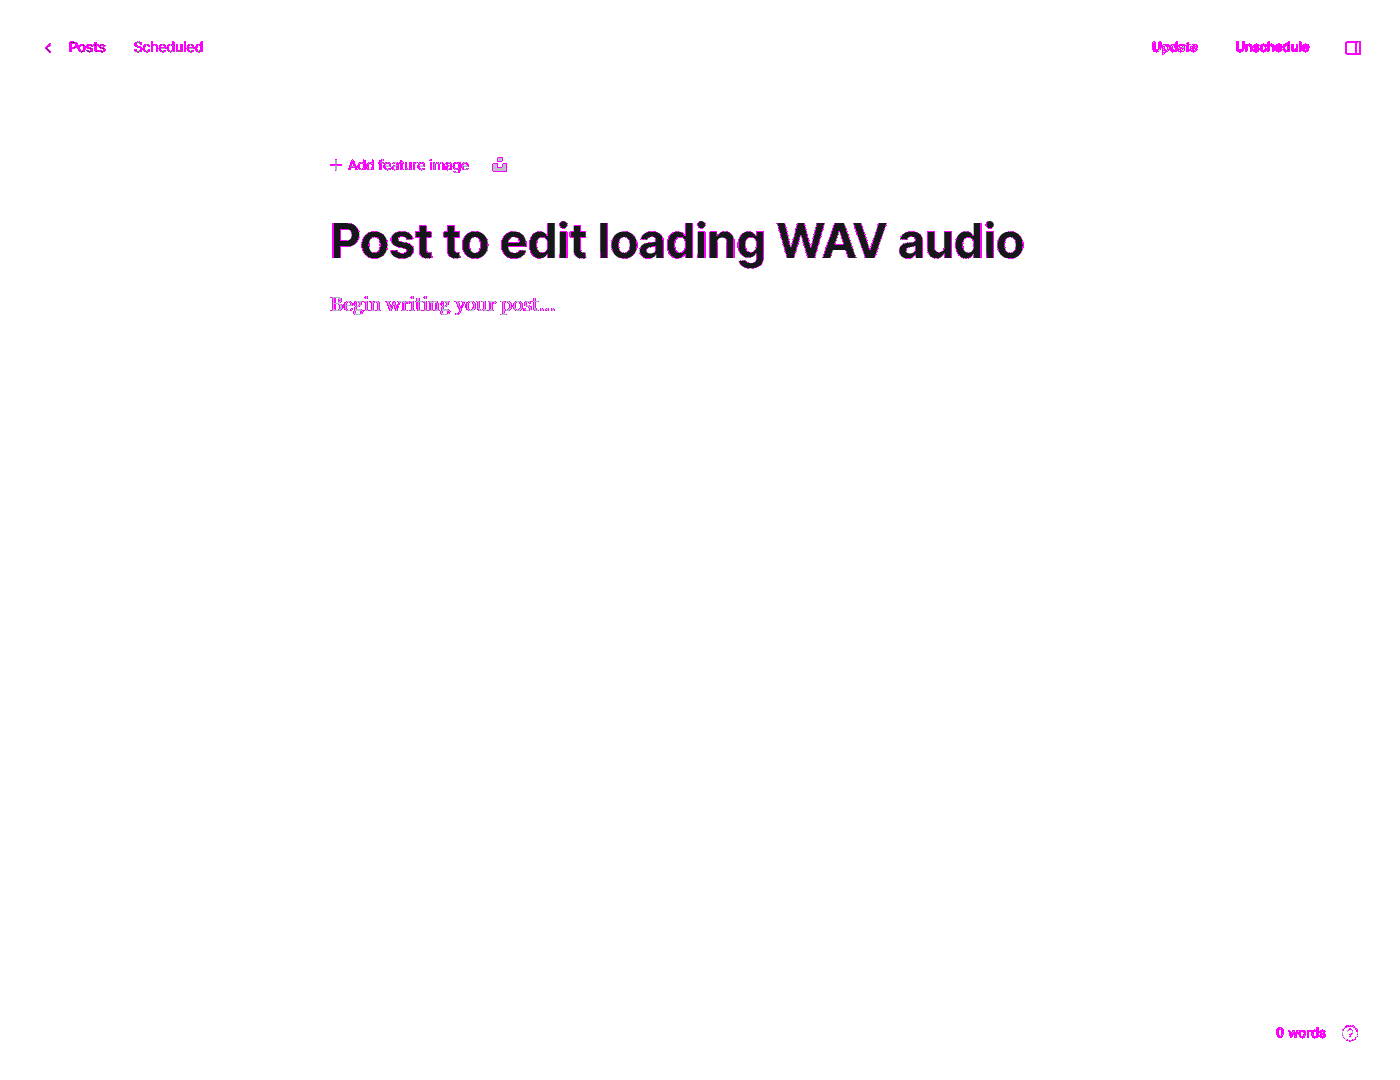 Posts Scheduled Update Unschedule
Add feature image
Post to edit loading WAV audio
Begin writing your post...
0 words